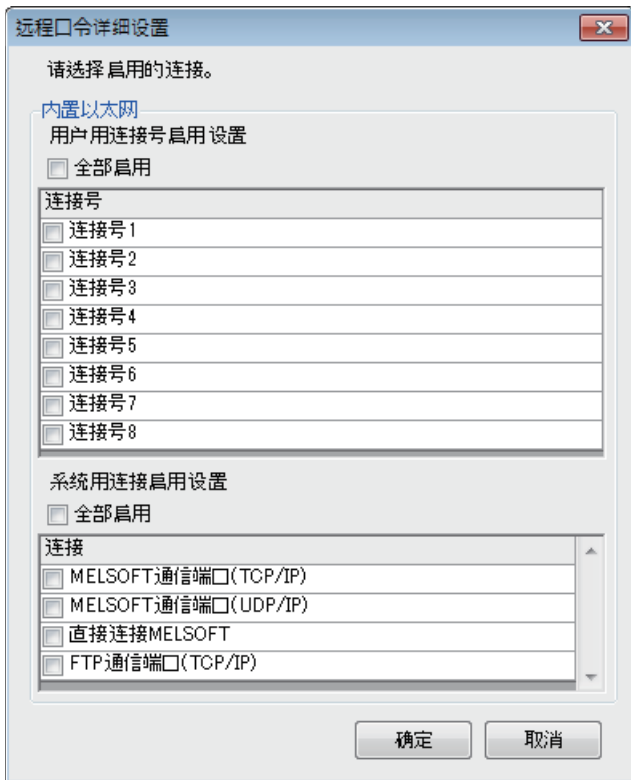 远程口令详细设置
请选择启用的连接。
内置以太网
用户用连接号启用设置
全部启用
连接号
连接号1
连接号2
连接号3
连接号4
连接号5
连接号6
连接号7
连接号8
系统用连接启用设置
全部启用
连接
MELSOFT通信端口(TCP/IP)
MELSOFT通信端口(UDP/IP)
直接连接MELSOFT
FTP通信端口(TCP/IP)
确定 取消